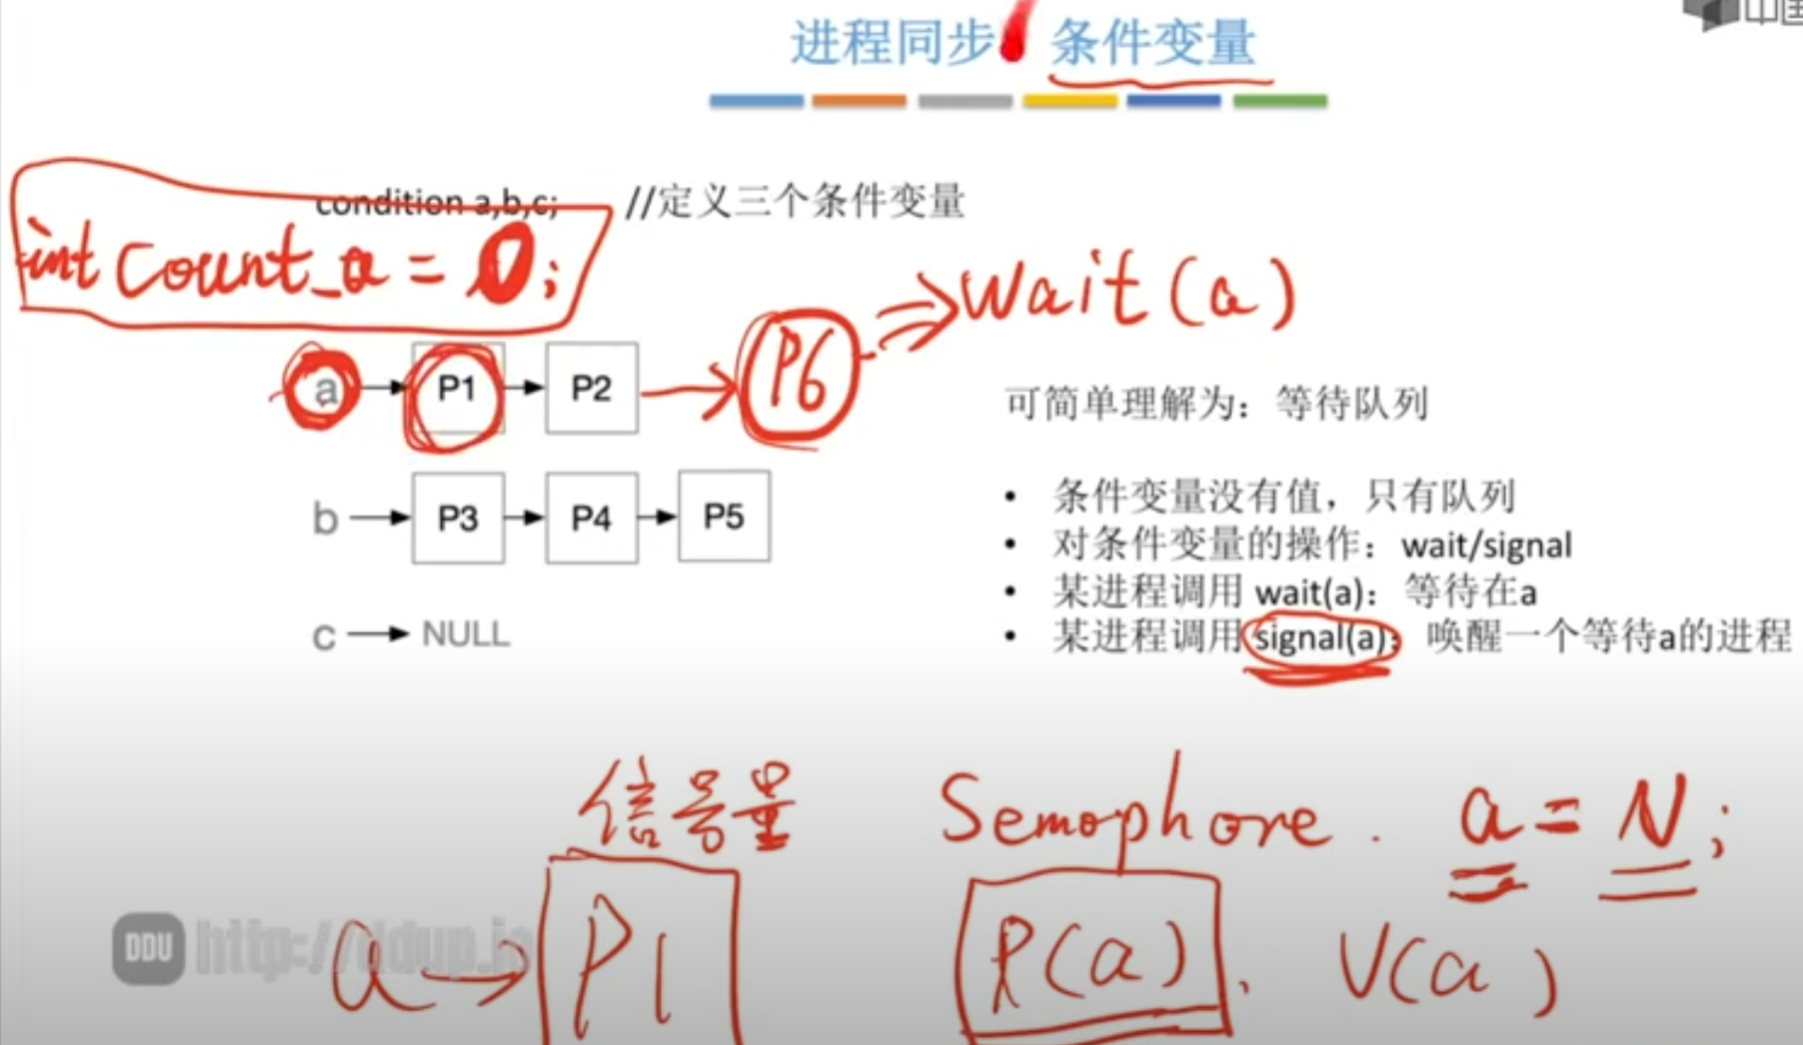 中国
进程同步 条件变量
condition a,b,c; //定义三个条件变量
int count_a = 0;
P6 wait(a)
a P1 P2
可简单理解为：等待队列
b P3 P4 P5
• 条件变量没有值，只有队列
• 对条件变量的操作：wait/signal
• 某进程调用 wait(a)：等待在a
• 某进程调用 signal(a)：唤醒一个等待a的进程
c NULL
信号量 Semophore. a = N;
DDU http://ddup.io
a P1 P(a). V(a)